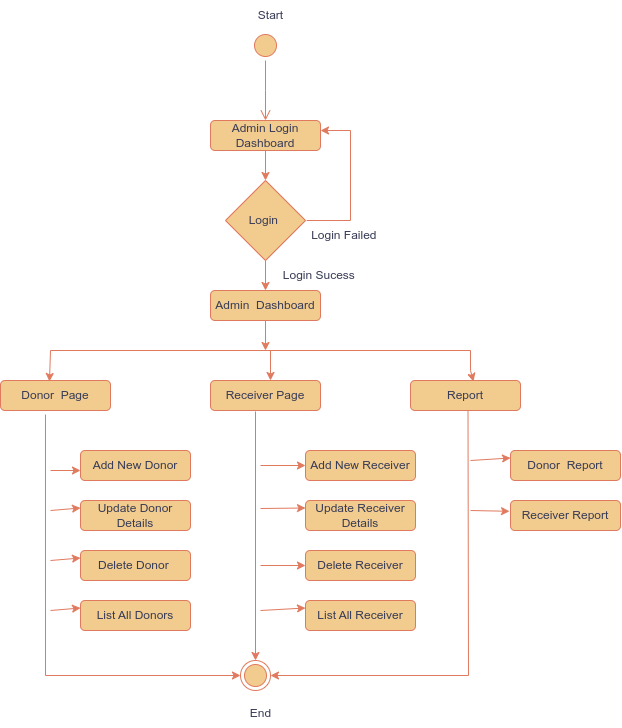 Start
Admin Login
Dashboard
Login
Login Failed
Login Sucess
Admin  Dashboard
Donor  Page
Receiver Page
Report
Add New Donor
Add New Receiver
Donor  Report
Update Donor
Details
Update Receiver
Details
Receiver Report
Delete Donor
Delete Receiver
List All Donors
List All Receiver
End